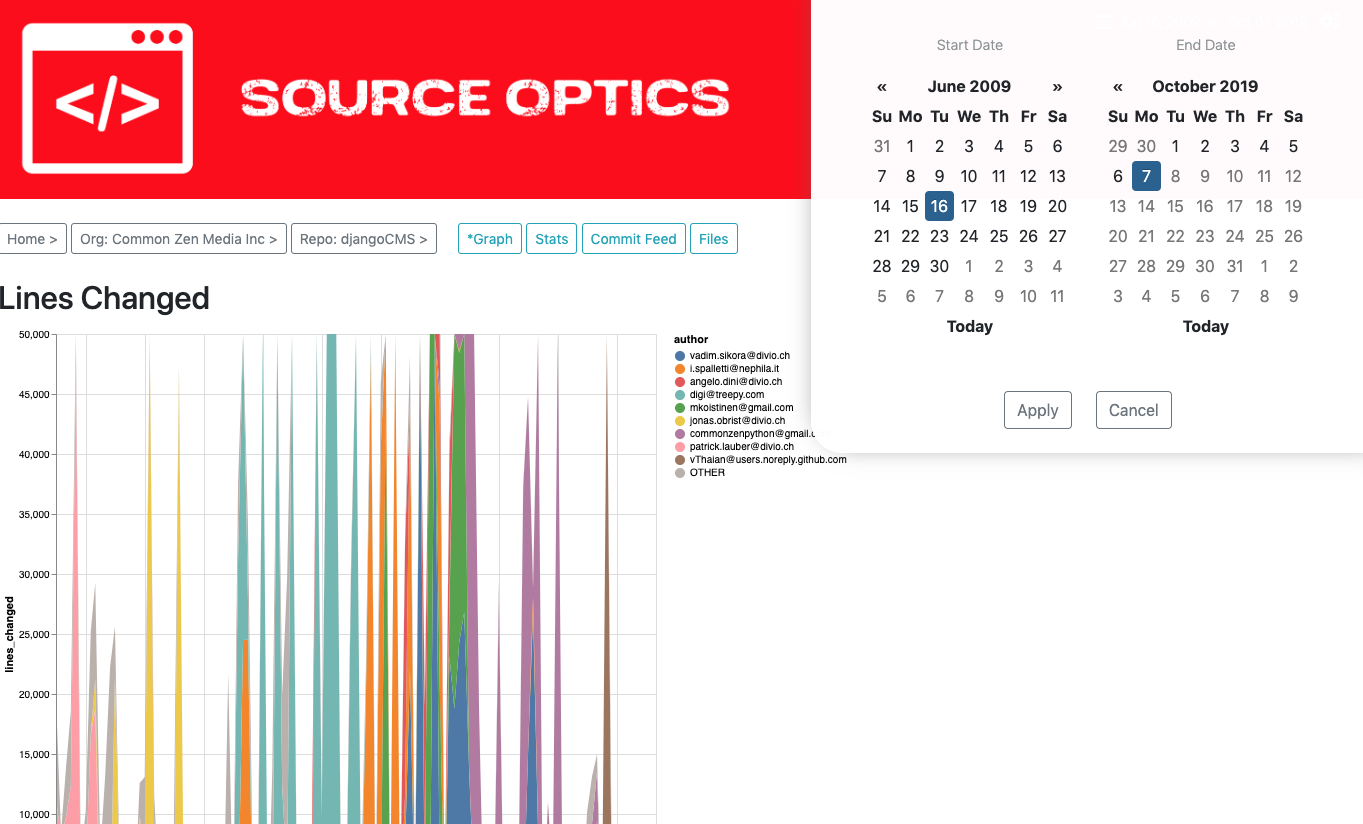 </>
SOURCE OPTICS
Start Date
End Date
« June 2009 »
Su Mo Tu We Th Fr Sa
31 1 2 3 4 5 6
7 8 9 10 11 12 13
14 15 16 17 18 19 20
21 22 23 24 25 26 27
28 29 30 1 2 3 4
5 6 7 8 9 10 11
Today
« October 2019
Su Mo Tu We Th Fr Sa
29 30 1 2 3 4 5
6 7 8 9 10 11 12
13 14 15 16 17 18 19
20 21 22 23 24 25 26
27 28 29 30 31 1 2
3 4 5 6 7 8 9
Today
Apply
Cancel
Home >
Org: Common Zen Media Inc >
Repo: djangoCMS >
*Graph
Stats
Commit Feed
Files
Lines Changed
50,000
45,000
40,000
35,000
30,000
25,000
20,000
15,000
10,000
lines_changed
author
vadim.sikora@divio.ch
i.spalletti@nephila.it
angelo.dini@divio.ch
digi@treepy.com
mkoistinen@gmail.com
jonas.obrist@divio.ch
commonzenpython@gmail.c
patrick.lauber@divio.ch
vThaian@users.noreply.github.com
OTHER